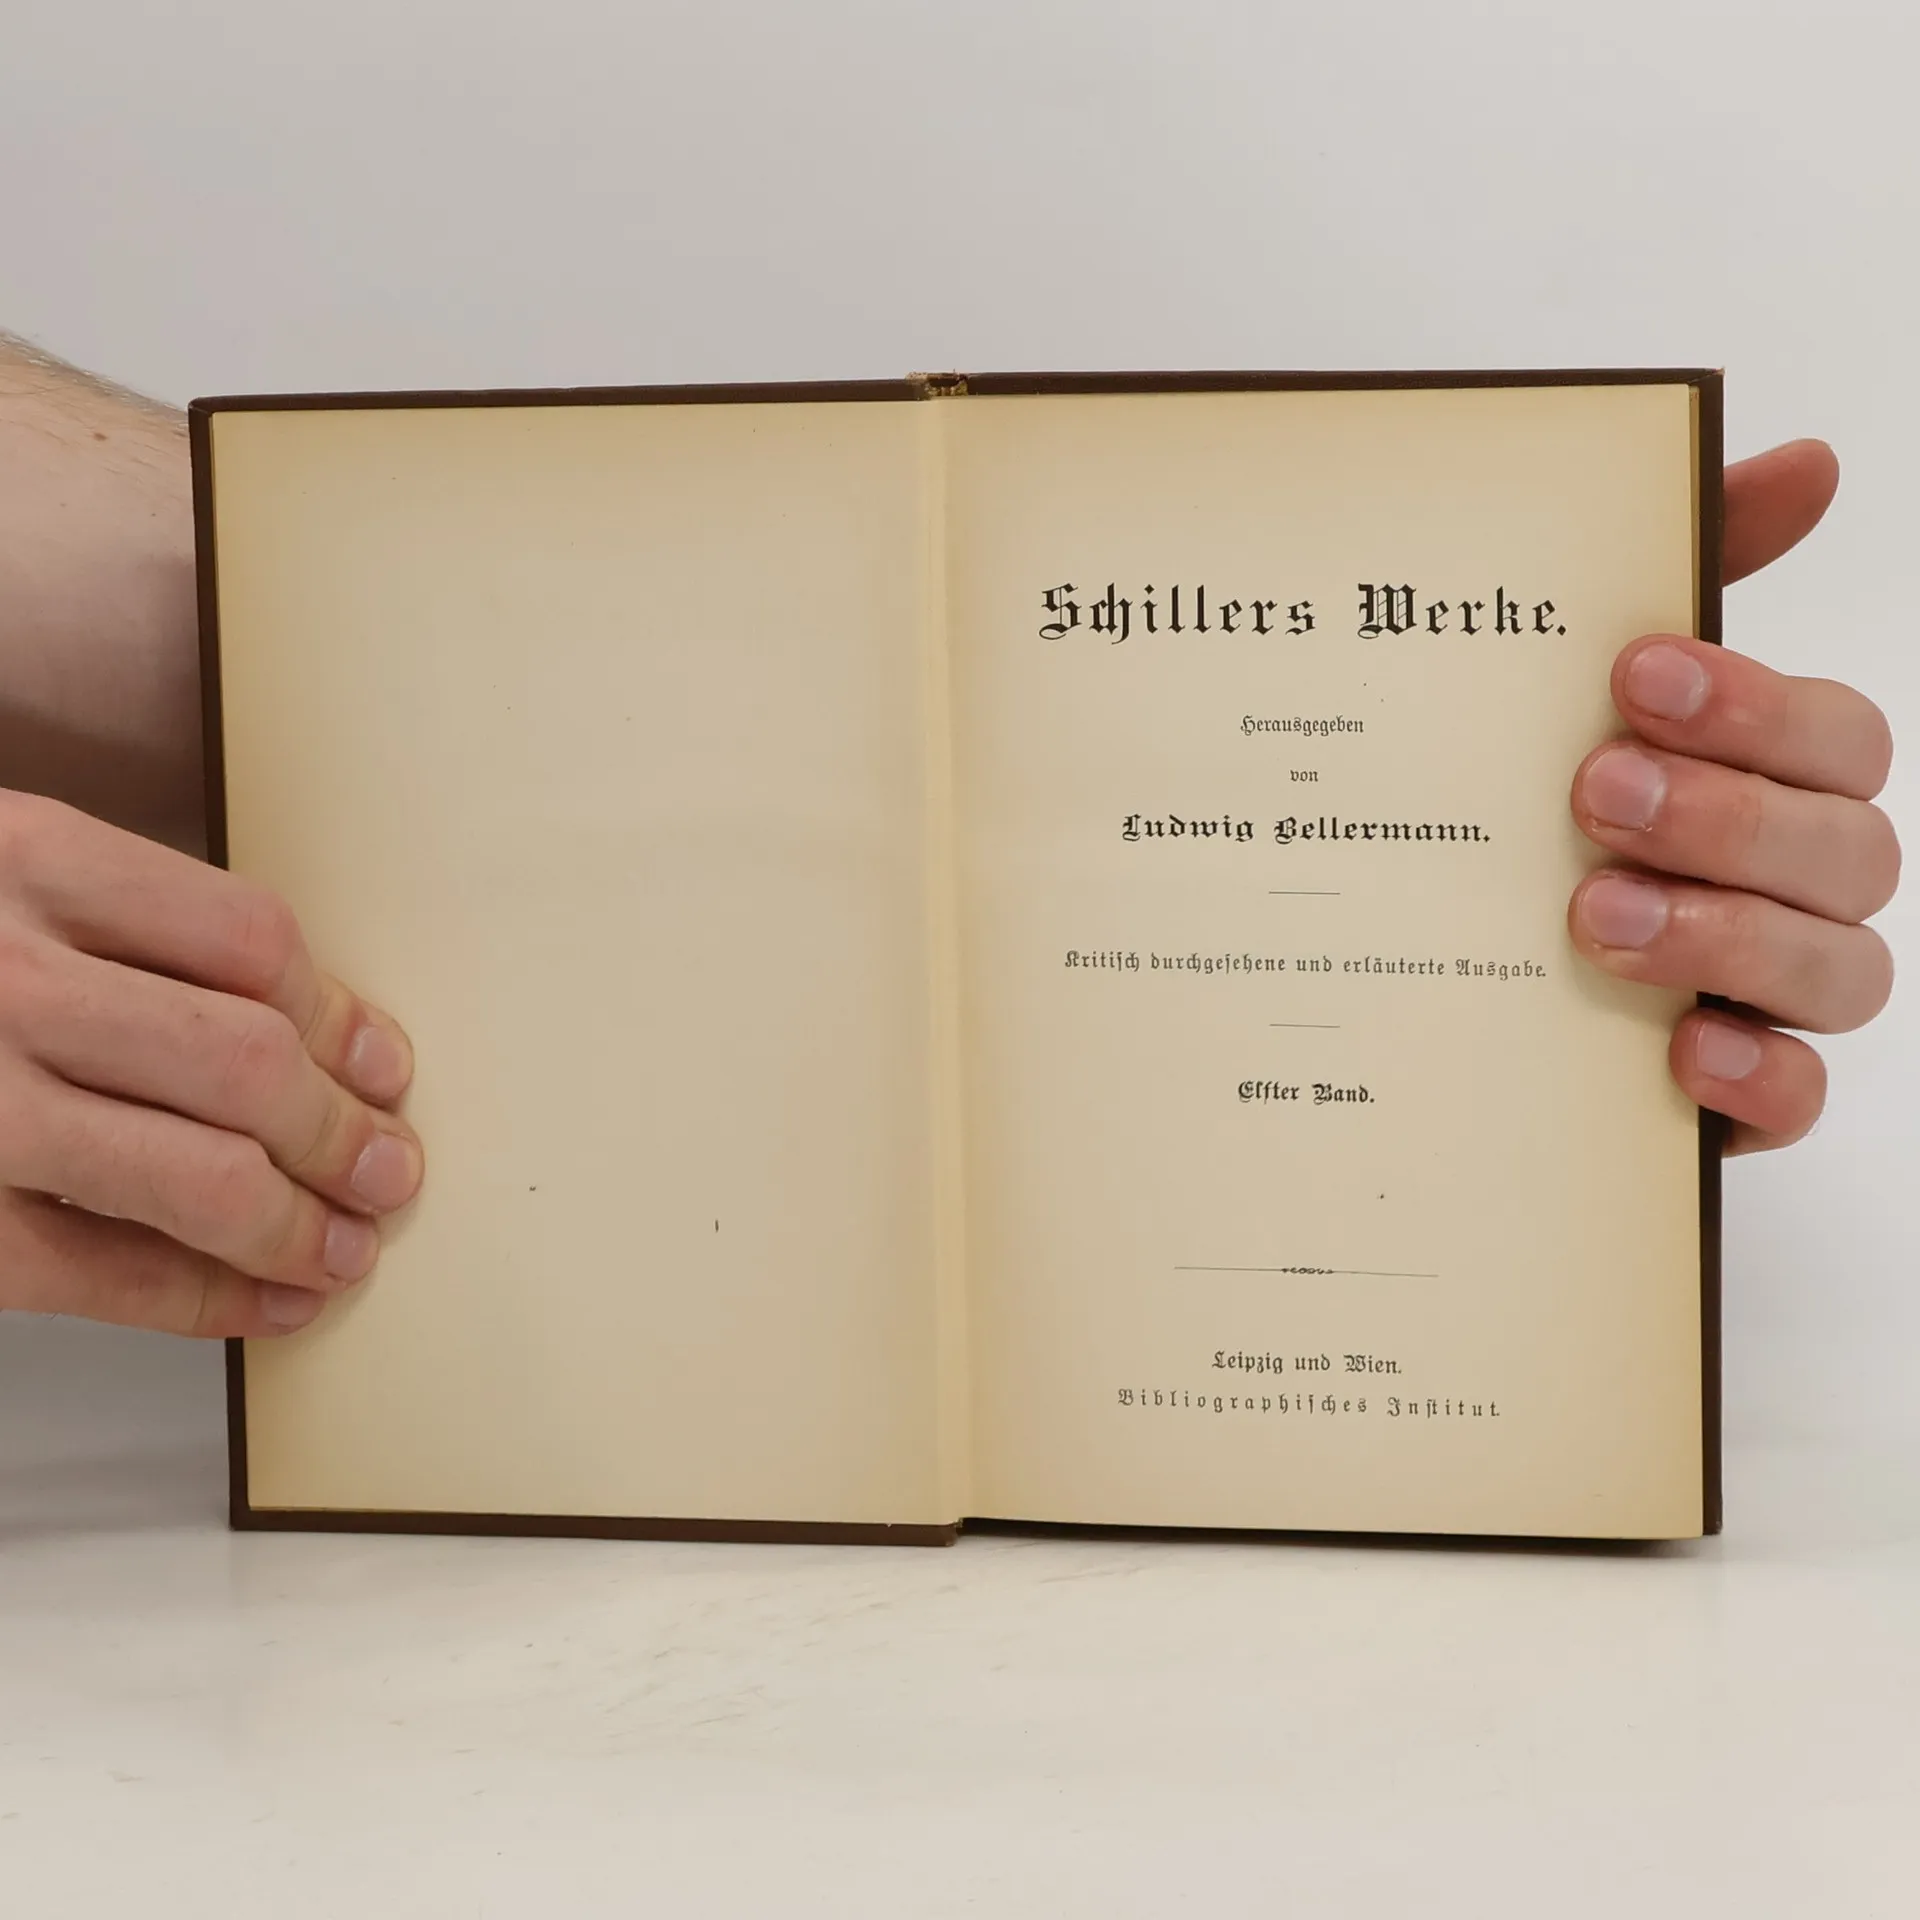 Schillers Werke.
Herausgegeben
von
Ludwig Bellermann.
Kritiſch durchgeſehene und erläuterte Ausgabe.
Elfter Band.
Leipzig und Wien.
Bibliographiſches Inſtitut.